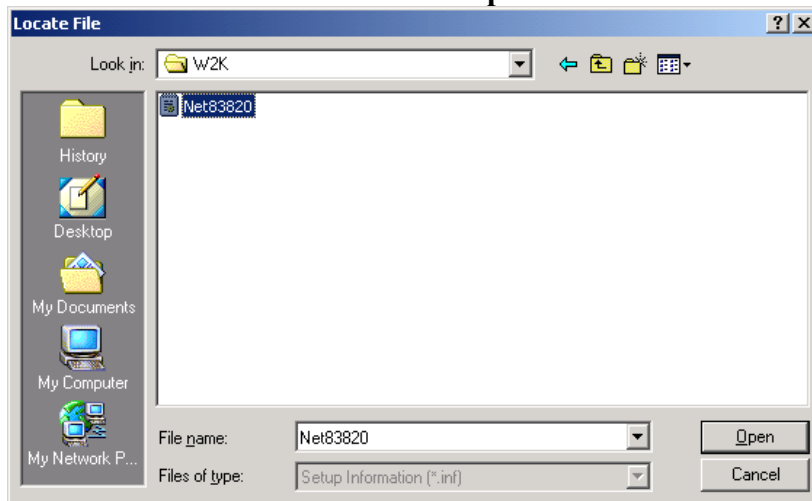 Locate File
Look in:
W2K
Net83820
History
Desktop
My Documents
My Computer
My Network P...
File name:
Net83820
Open
Files of type:
Setup Information (*.inf)
Cancel